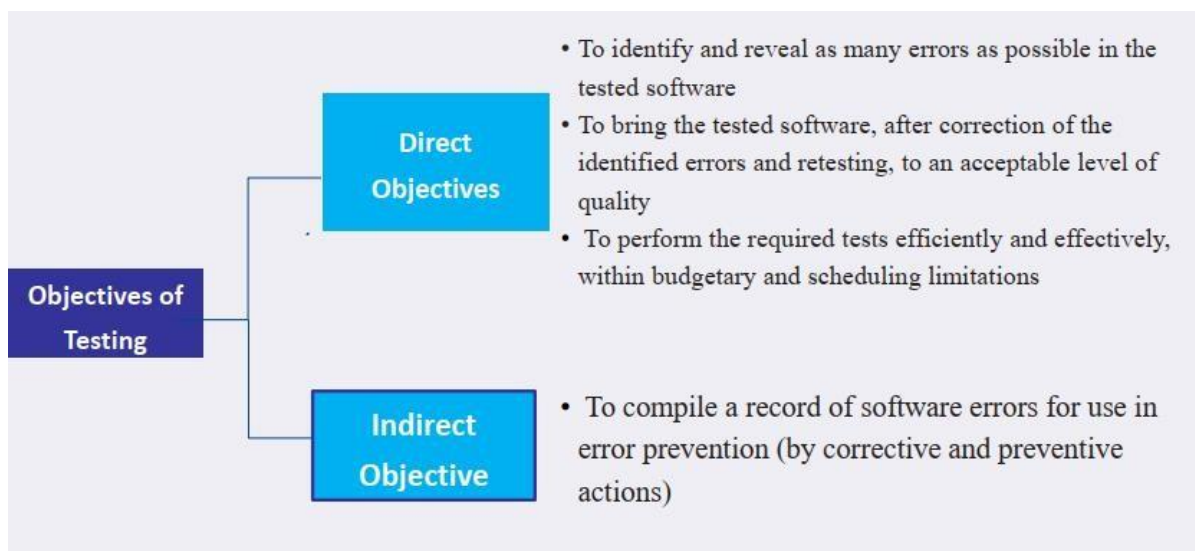 Objectives of
Testing
Direct
Objectives
• To identify and reveal as many errors as possible in the
tested software
• To bring the tested software, after correction of the
identified errors and retesting, to an acceptable level of
quality
• To perform the required tests efficiently and effectively,
within budgetary and scheduling limitations
Indirect
Objective
• To compile a record of software errors for use in
error prevention (by corrective and preventive
actions)